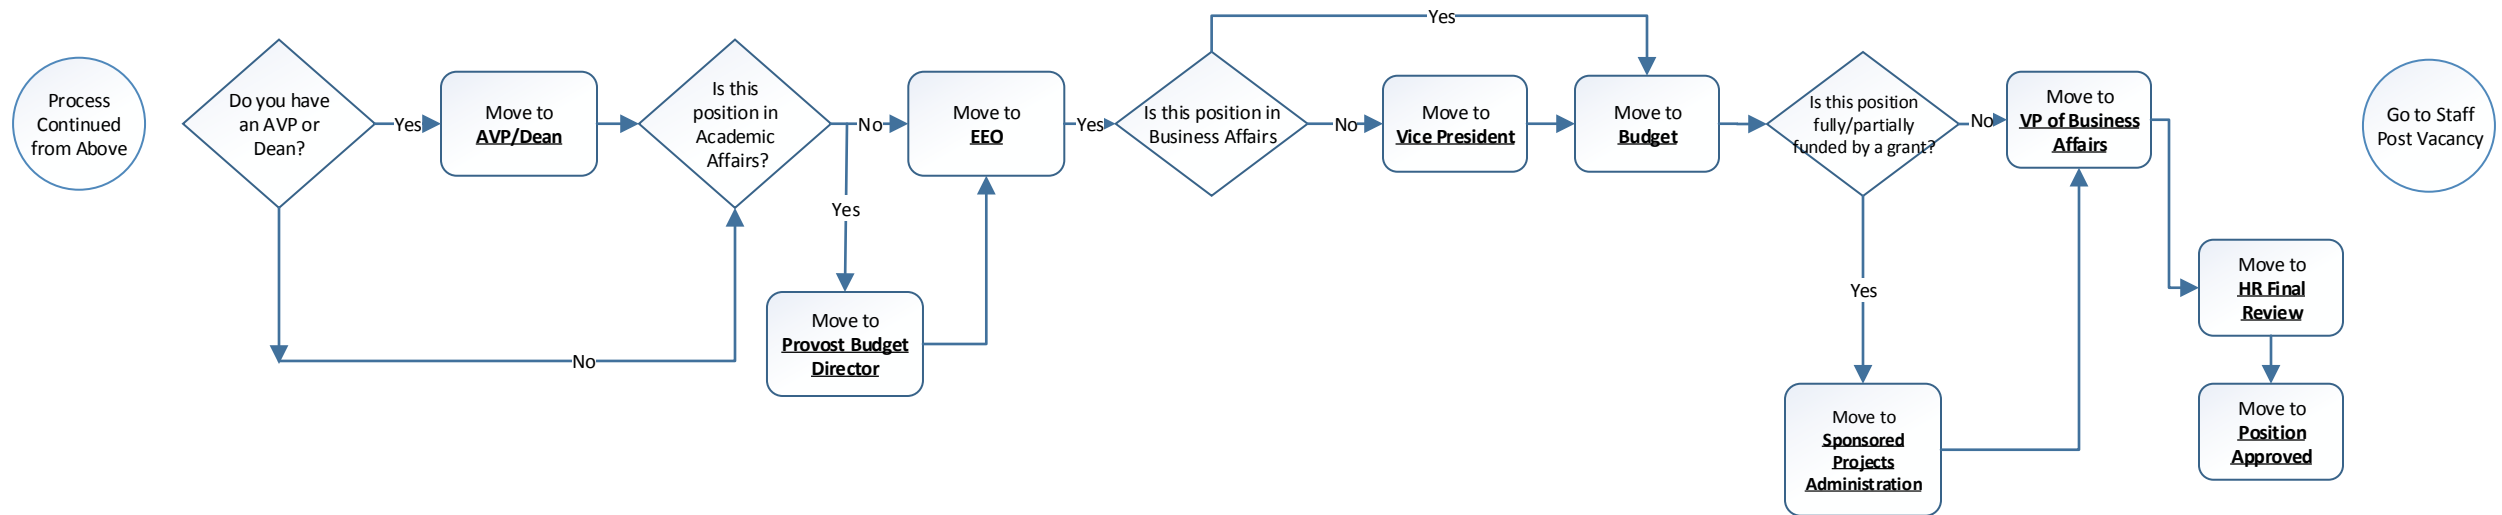 Process
Continued
from Above
Do you have
an AVP or
Dean?
Yes
No
Move to
AVP/Dean
Is this
position in
Academic
Affairs?
No
Yes
Move to
Provost Budget
Director
Move to
EEO
Yes
Is this position in
Business Affairs
Yes
No
Move to
Vice President
Move to
Budget
Is this position
fully/partially
funded by a grant?
No
Yes
Move to
Sponsored
Projects
Administration
Move to
VP of Business
Affairs
Move to
HR Final
Review
Move to
Position
Approved
Go to Staff
Post Vacancy